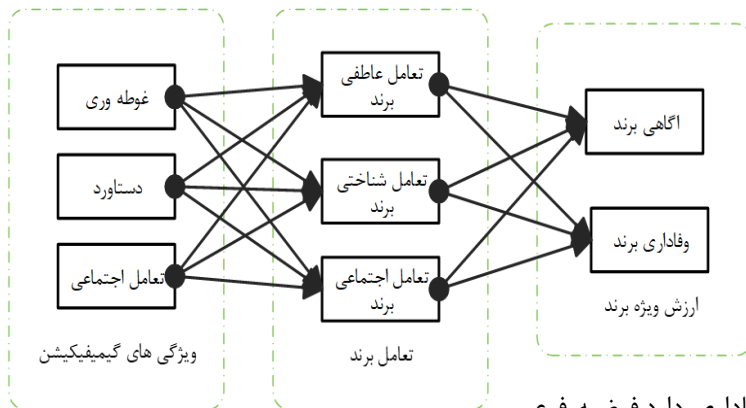 غوطه وری
دستاورد
تعامل اجتماعی
ویژگی های گیمیفیکیشن
تعامل عاطفی
برند
تعامل شناختی
برند
تعامل اجتماعی
برند
تعامل برند
اگاهی برند
وفاداری برند
ارزش ویژه برند